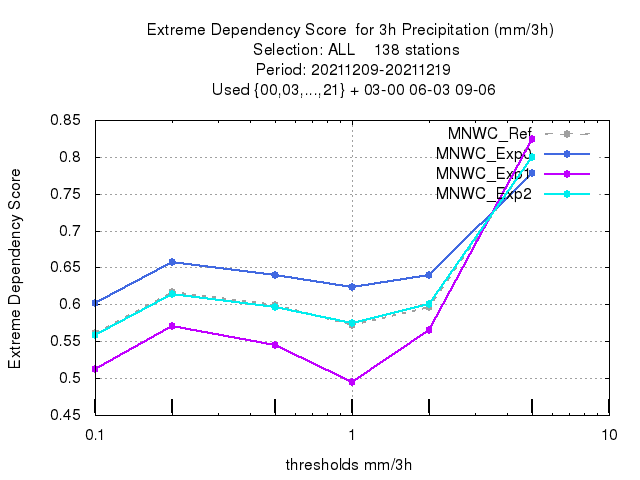 Extreme Dependency Score  for 3h Precipitation (mm/3h)
Selection: ALL    138 stations
Period: 20211209-20211219
Used {00,03,...,21} + 03-00 06-03 09-06
MNWC_Ref
MNWC_Exp0
MNWC_Exp1
MNWC_Exp2
0.85
0.8
0.75
0.7
0.65
0.6
0.55
0.5
0.45
Extreme Dependency Score
0.1 1 10
thresholds mm/3h